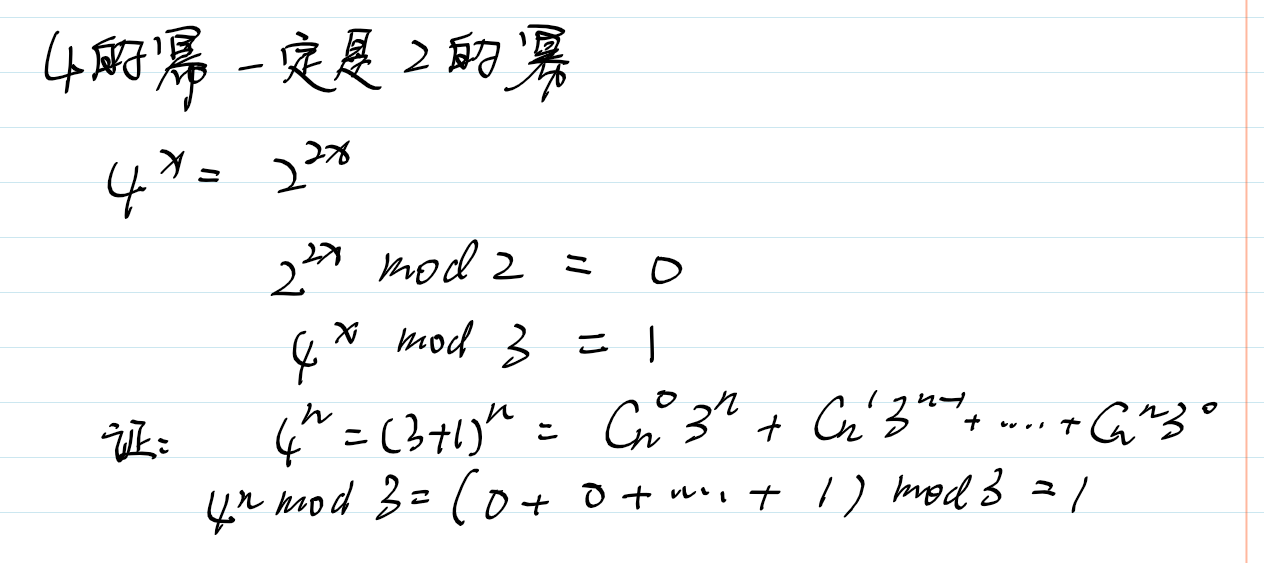 4的幂一定是2的幂
4^x = 2^{2x}
2^{2x} mod 2 = 0
4^x mod 3 = 1
证: 4^n = (3+1)^n = C_n^0 3^n + C_n^1 3^{n-1} + ..... + C_n^n 3^0
4^n mod 3 = (0 + 0 + ..... + 1) mod 3 = 1